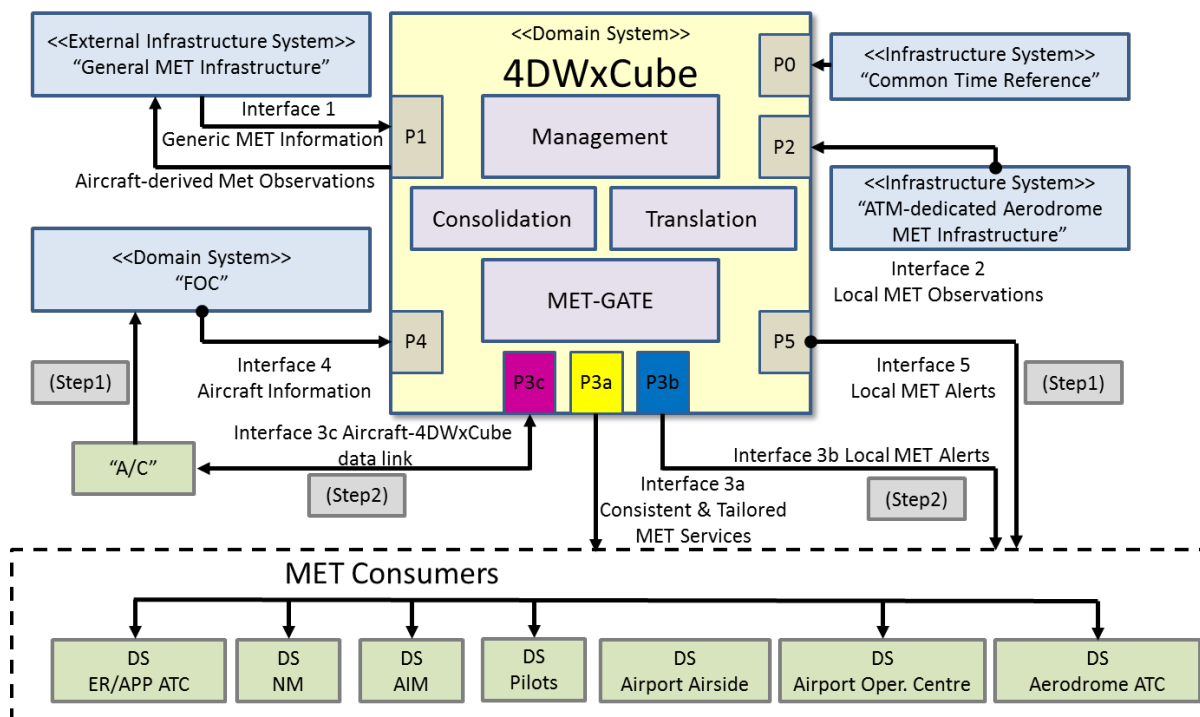 <<External Infrastructure System>>
“General MET Infrastructure”
Interface 1
Generic MET Information
Aircraft-derived Met Observations
<<Domain System>>
4DWxCube
P0
P1
P2
Management
Consolidation
Translation
MET-GATE
P4
P5
P3c
P3a
P3b
<<Infrastructure System>>
“Common Time Reference”
<<Infrastructure System>>
“ATM-dedicated Aerodrome
MET Infrastructure”
Interface 2
Local MET Observations
<<Domain System>>
“FOC”
(Step1)
Interface 4
Aircraft Information
Interface 5
Local MET Alerts
(Step1)
“A/C”
Interface 3c Aircraft-4DWxCube
data link
(Step2)
Interface 3a
Consistent & Tailored
MET Services
Interface 3b Local MET Alerts
(Step2)
MET Consumers
DS
ER/APP ATC
DS
NM
DS
AIM
DS
Pilots
DS
Airport Airside
DS
Airport Oper. Centre
DS
Aerodrome ATC